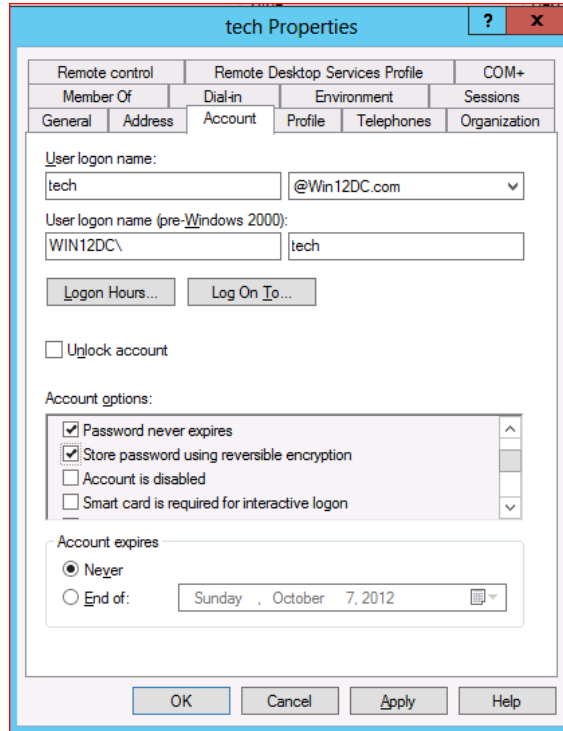 tech Properties
? x
Remote control Remote Desktop Services Profile COM+
Member Of Dial-in Environment Sessions
General Address Account Profile Telephones Organization
User logon name:
tech @Win12DC.com
User logon name (pre-Windows 2000):
WIN12DC\ tech
Logon Hours... Log On To...
Unlock account
Account options:
Password never expires
Store password using reversible encryption
Account is disabled
Smart card is required for interactive logon
Account expires
Never
End of: Sunday , October 7, 2012
OK Cancel Apply Help